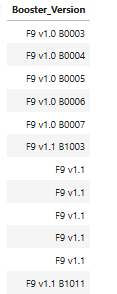 Booster_Version
F9 v1.0 B0003
F9 v1.0 B0004
F9 v1.0 B0005
F9 v1.0 B0006
F9 v1.0 B0007
F9 v1.1 B1003
F9 v1.1
F9 v1.1
F9 v1.1
F9 v1.1
F9 v1.1
F9 v1.1 B1011